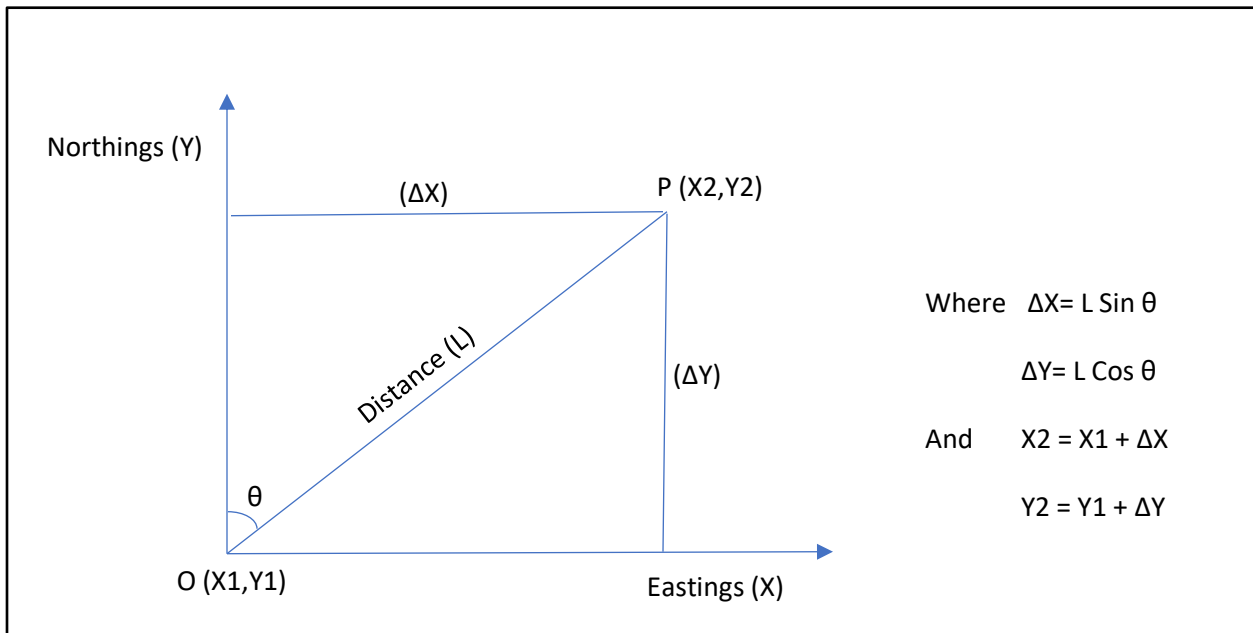 Northings (Y)
(ΔX)
P (X2,Y2)
Distance (L)
(ΔY)
θ
O (X1,Y1)
Eastings (X)
Where ΔX= L Sin θ
ΔY= L Cos θ
And X2 = X1 + ΔX
Y2 = Y1 + ΔY